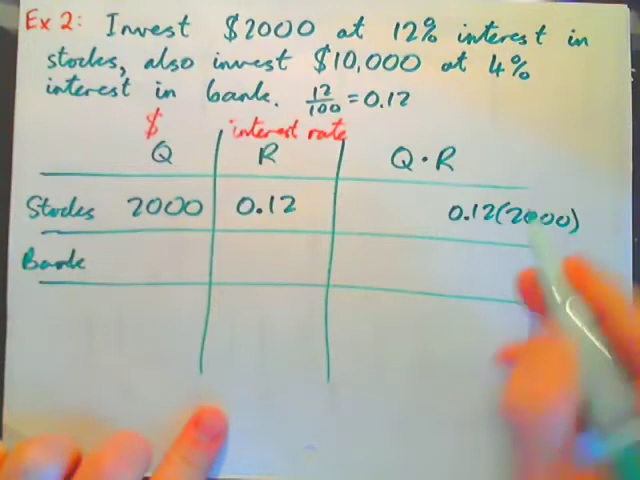 Ex 2: Invest $2000 at 12% interest in
stocks, also invest $10,000 at 4%
interest in bank. 12/100 = 0.12
$ interest rate
Q R Q · R
Stocks 2000 0.12 0.12(2000)
Bank